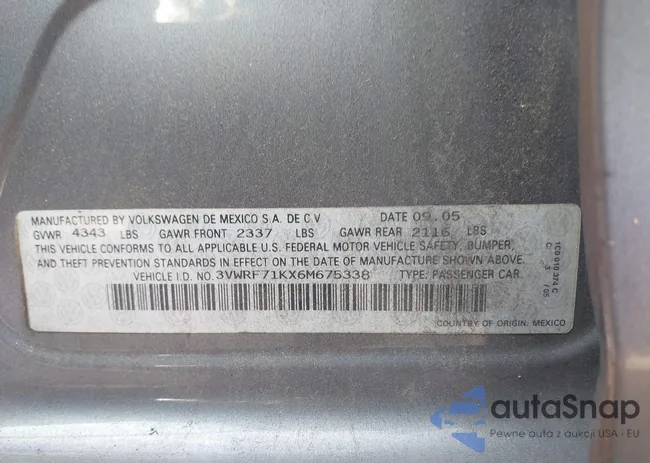 MANUFACTURED BY VOLKSWAGEN DE MEXICO S.A. DE C V DATE 09.05
GVWR 4343 LBS GAWR FRONT 2337 LBS GAWR REAR 2116 LBS
THIS VEHICLE CONFORMS TO ALL APPLICABLE U.S. FEDERAL MOTOR VEHICLE SAFETY, BUMPER,
AND THEFT PREVENTION STANDARDS IN EFFECT ON THE DATE OF MANUFACTURE SHOWN ABOVE.
VEHICLE I.D. NO. 3VWRF71KX6M675338 TYPE: PASSENGER CAR
COUNTRY OF ORIGIN: MEXICO
1C0 010 374 C
autaSnap
Pewne auta z aukcji USA i EU